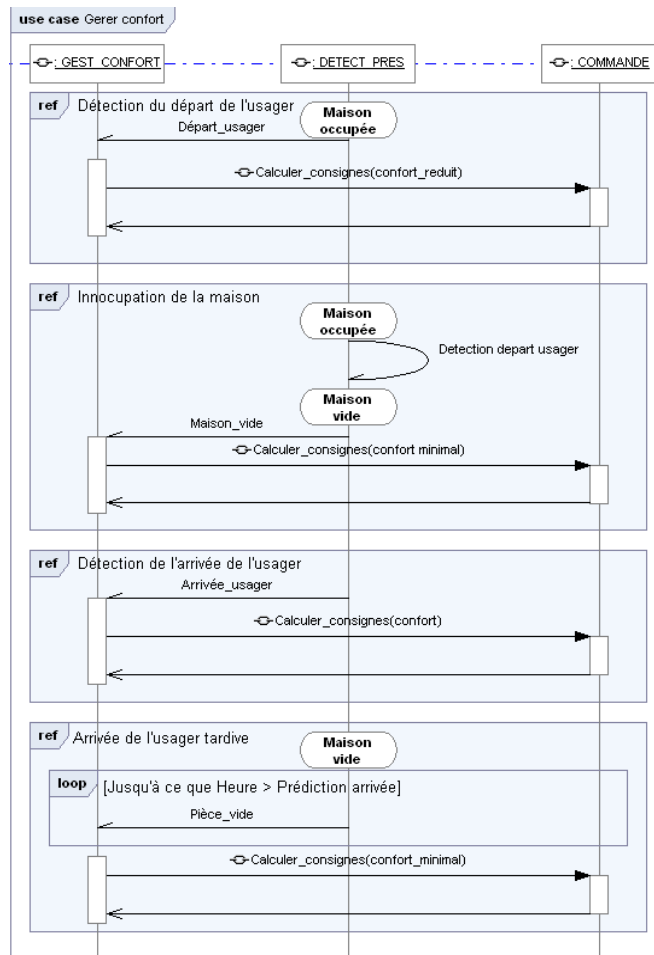 use case Gerer confort
: GEST_CONFORT
: DETECT_PRES
: COMMANDE
ref Détection du départ de l'usager
Maison
occupée
Départ_usager
Calculer_consignes(confort_reduit)
ref Innocupation de la maison
Maison
occupée
Detection depart usager
Maison
vide
Maison_vide
Calculer_consignes(confort minimal)
ref Détection de l'arrivée de l'usager
Arrivée_usager
Calculer_consignes(confort)
ref Arrivée de l'usager tardive
Maison
vide
loop [Jusqu'à ce que Heure > Prédiction arrivée]
Pièce_vide
Calculer_consignes(confort_minimal)